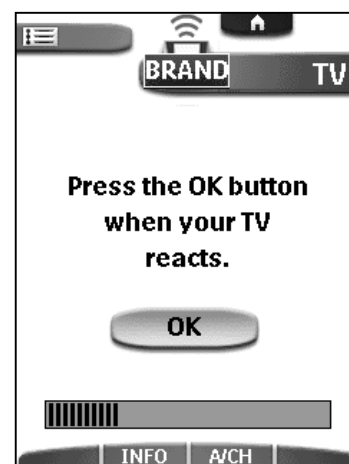 BRAND
TV
Press the OK button
when your TV
reacts.
OK
INFO A/CH